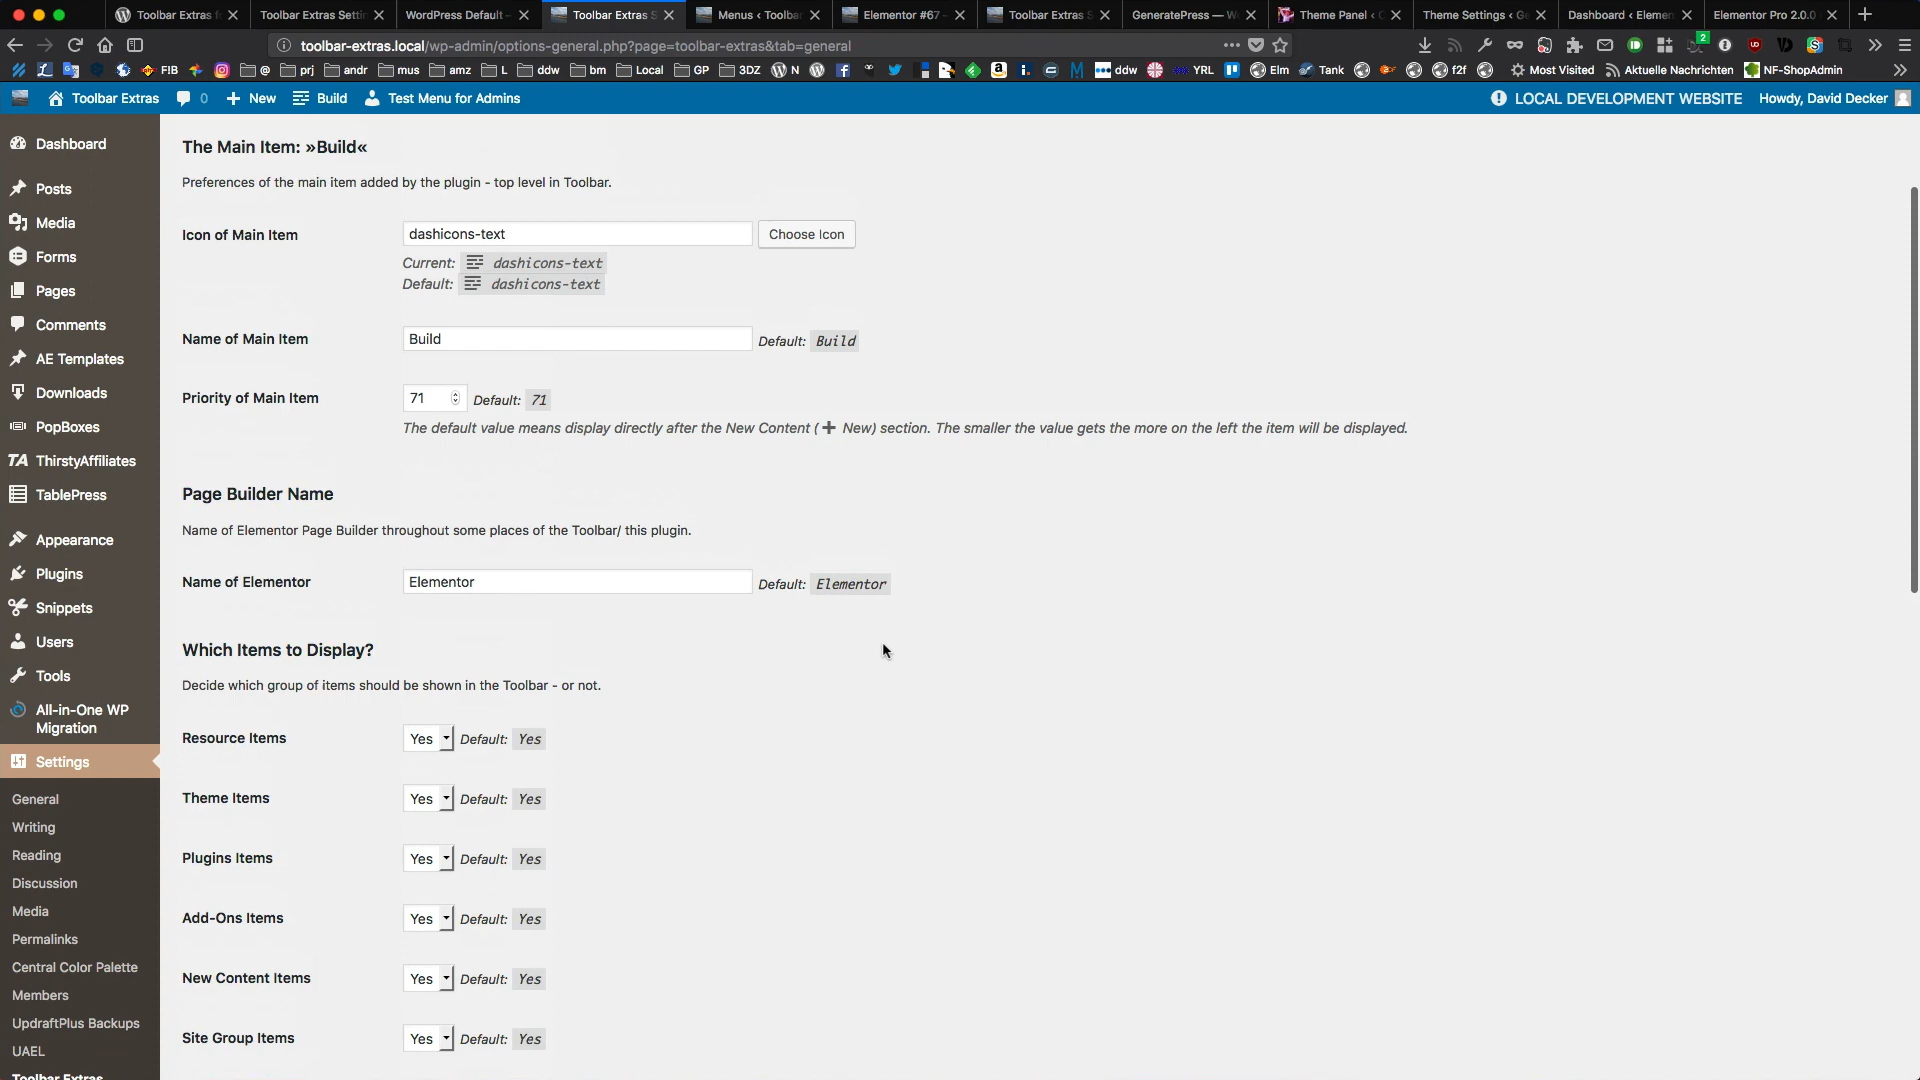 Toolbar Extras f
Toolbar Extras Settin
WordPress Default -
Toolbar Extras S
Menus < Toolba
Elementor #67 -
Toolbar Extras S
GeneratePress — W
Theme Panel < O
Theme Settings < Ge
Dashboard < Elemen
Elementor Pro 2.0.0
toolbar-extras.local/wp-admin/options-general.php?page=toolbar-extras&tab=general
2
FIB
@
prj
andr
mus
amz
L
ddw
bm
Local
GP
3DZ
N
ddw
YRL
Elm
Tank
f2f
Most Visited
Aktuelle Nachrichten
NF-ShopAdmin
Toolbar Extras
0
New
Build
Test Menu for Admins
LOCAL DEVELOPMENT WEBSITE
Howdy, David Decker
Dashboard
Posts
Media
Forms
Pages
Comments
AE Templates
Downloads
PopBoxes
TA ThirstyAffiliates
TablePress
Appearance
Plugins
Snippets
Users
Tools
All-in-One WP
Migration
Settings
General
Writing
Reading
Discussion
Media
Permalinks
Central Color Palette
Members
UpdraftPlus Backups
UAEL
Toolbar Extras
The Main Item: »Build«
Preferences of the main item added by the plugin - top level in Toolbar.
Icon of Main Item
dashicons-text
Choose Icon
Current: dashicons-text
Default: dashicons-text
Name of Main Item
Build
Default: Build
Priority of Main Item
71
Default: 71
The default value means display directly after the New Content ( New) section. The smaller the value gets the more on the left the item will be displayed.
Page Builder Name
Name of Elementor Page Builder throughout some places of the Toolbar/ this plugin.
Name of Elementor
Elementor
Default: Elementor
Which Items to Display?
Decide which group of items should be shown in the Toolbar - or not.
Resource Items
Yes
Default: Yes
Theme Items
Yes
Default: Yes
Plugins Items
Yes
Default: Yes
Add-Ons Items
Yes
Default: Yes
New Content Items
Yes
Default: Yes
Site Group Items
Yes
Default: Yes